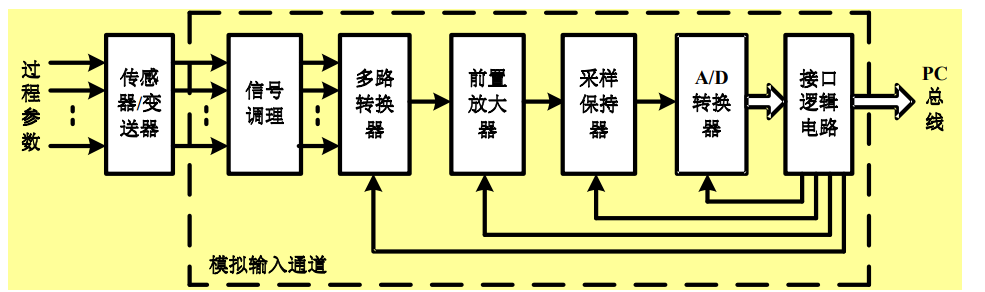 过
程
参
数
传感
器/变
送器
信号
调理
多路
转换
器
前置
放大
器
采样
保持
器
A/D
转换
器
接口
逻辑
电路
PC
总
线
模拟输入通道